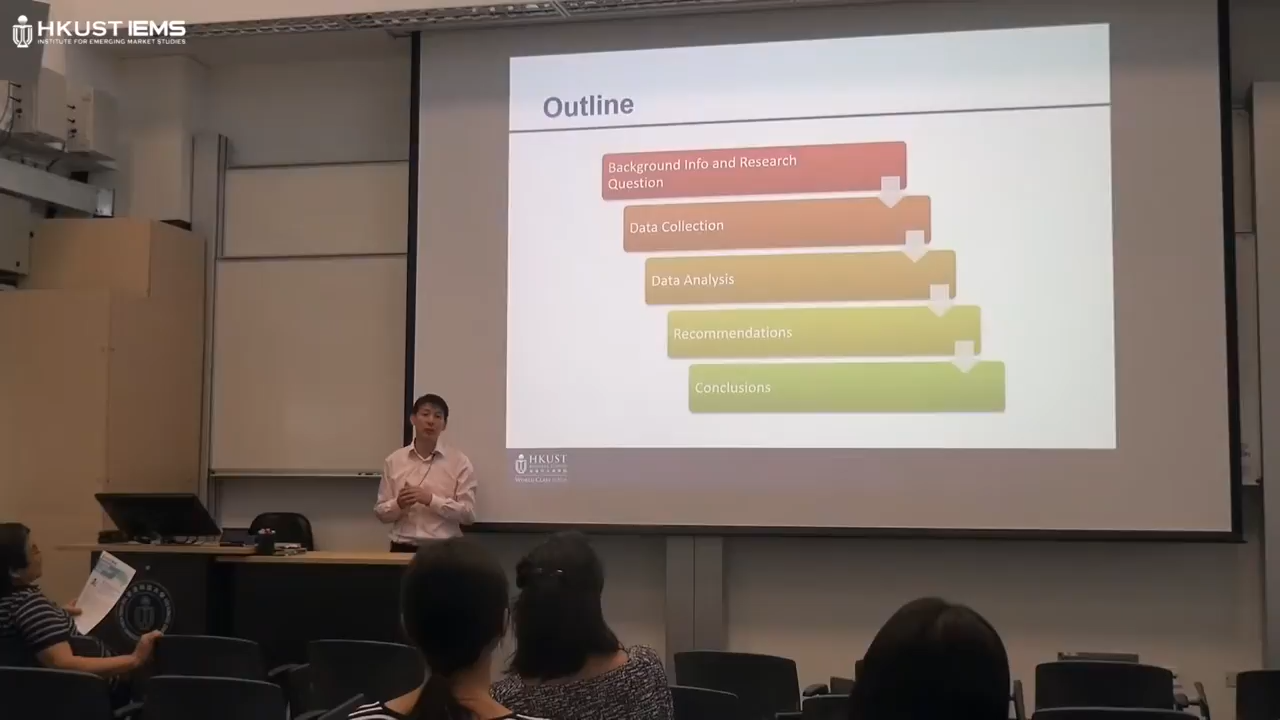 HKUST IEMS
INSTITUTE FOR EMERGING MARKET STUDIES
Outline
Background Info and Research
Question
Data Collection
Data Analysis
Recommendations
Conclusions
HKUST